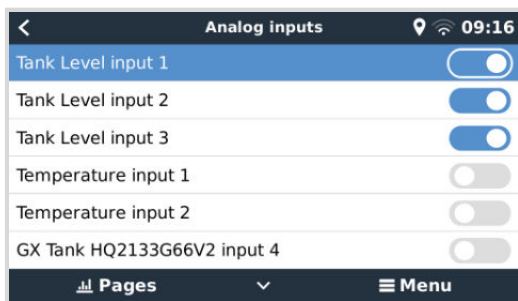 Analog inputs 09:16
Tank Level input 1
Tank Level input 2
Tank Level input 3
Temperature input 1
Temperature input 2
GX Tank HQ2133G66V2 input 4
Pages Menu